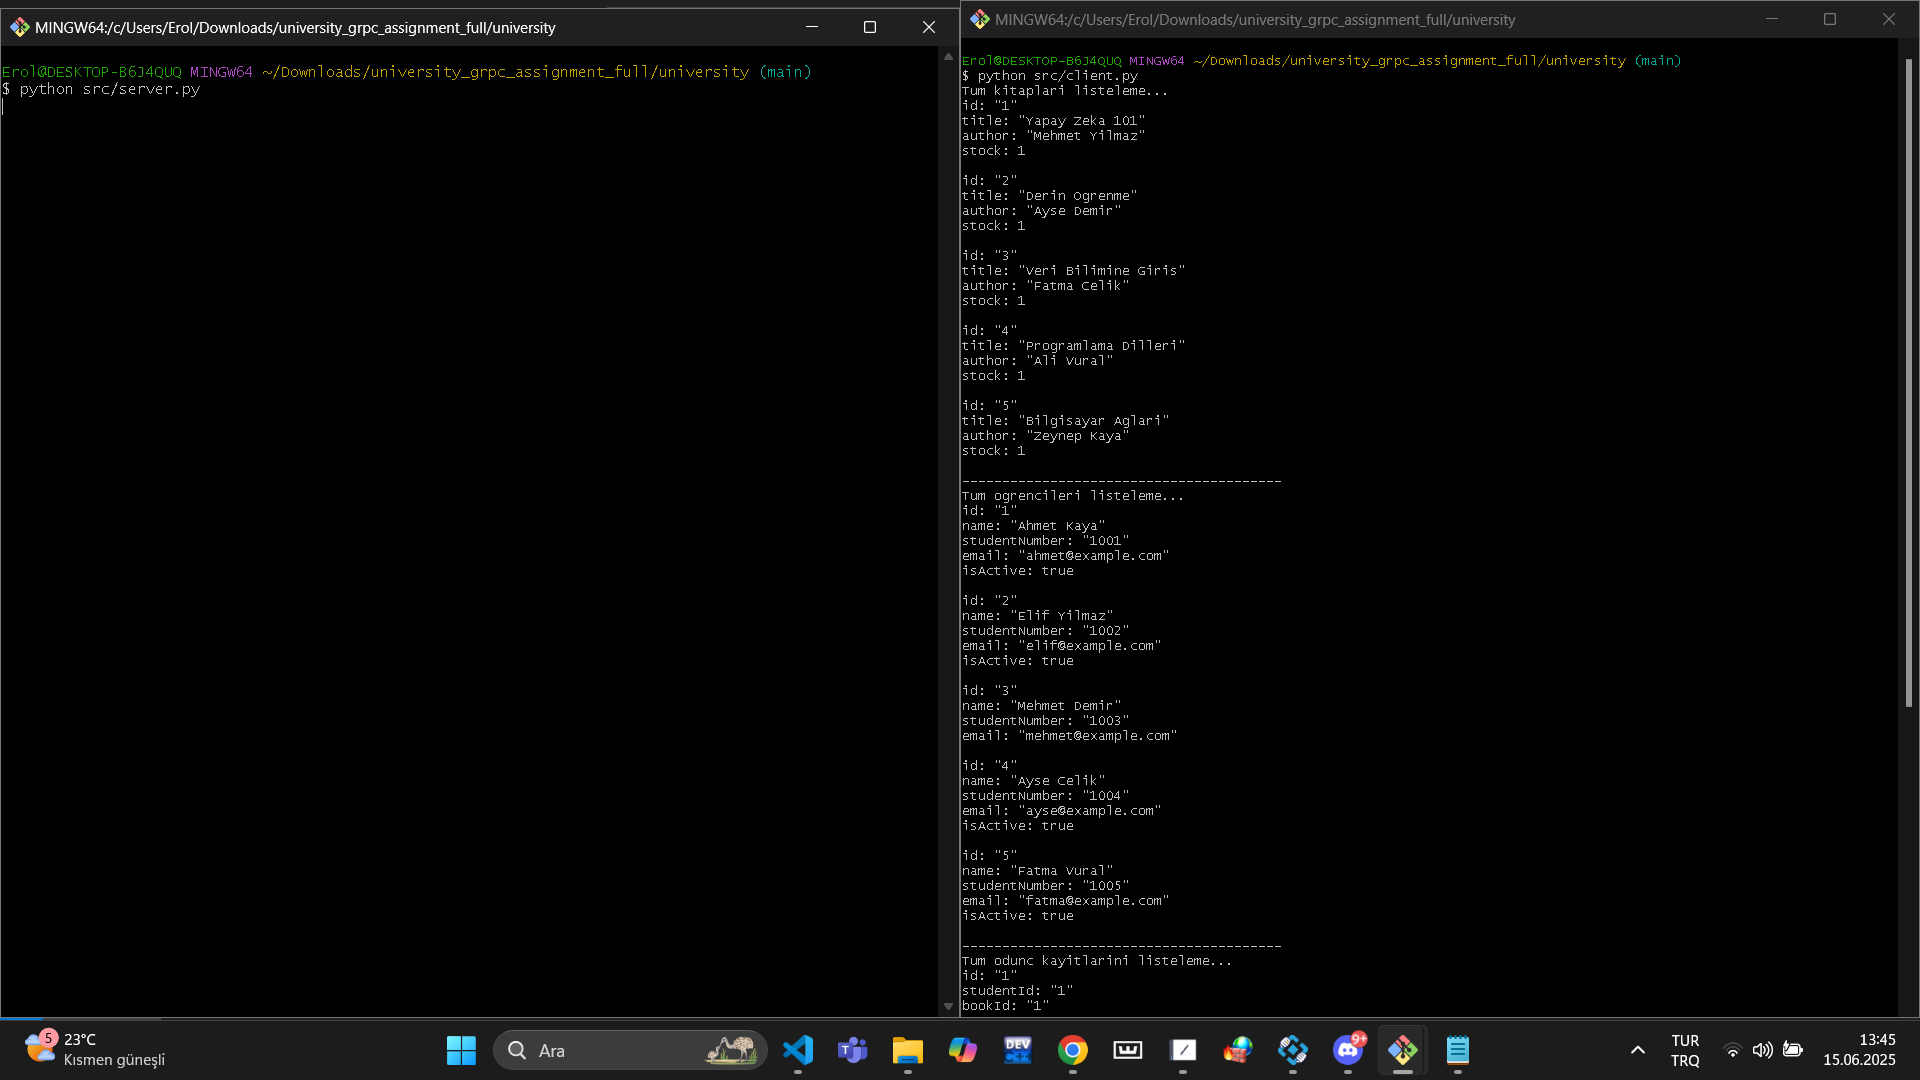 MINGW64:/c/Users/Erol/Downloads/university_grpc_assignment_full/university
Erol@DESKTOP-B6J4QUQ MINGW64 ~/Downloads/university_grpc_assignment_full/university (main)
$ python src/server.py
MINGW64:/c/Users/Erol/Downloads/university_grpc_assignment_full/university
Erol@DESKTOP-B6J4QUQ MINGW64 ~/Downloads/university_grpc_assignment_full/university (main)
$ python src/client.py
Tum kitaplari listeleme...
id: "1"
title: "Yapay Zeka 101"
author: "Mehmet Yilmaz"
stock: 1
id: "2"
title: "Derin Ogrenme"
author: "Ayse Demir"
stock: 1
id: "3"
title: "Veri Bilimine Giris"
author: "Fatma Celik"
stock: 1
id: "4"
title: "Programlama Dilleri"
author: "Ali Vural"
stock: 1
id: "5"
title: "Bilgisayar Aglari"
author: "Zeynep Kaya"
stock: 1
----------------------------------------
Tum ogrencileri listeleme...
id: "1"
name: "Ahmet Kaya"
studentNumber: "1001"
email: "ahmet@example.com"
isActive: true
id: "2"
name: "Elif Yilmaz"
studentNumber: "1002"
email: "elif@example.com"
isActive: true
id: "3"
name: "Mehmet Demir"
studentNumber: "1003"
email: "mehmet@example.com"
id: "4"
name: "Ayse Celik"
studentNumber: "1004"
email: "ayse@example.com"
isActive: true
id: "5"
name: "Fatma Vural"
studentNumber: "1005"
email: "fatma@example.com"
isActive: true
----------------------------------------
Tum odunc kayitlarini listeleme...
id: "1"
studentId: "1"
bookId: "1"
5
23°C
Kısmen güneşli
Ara
DEV
9+
TUR
TRQ
13:45
15.06.2025